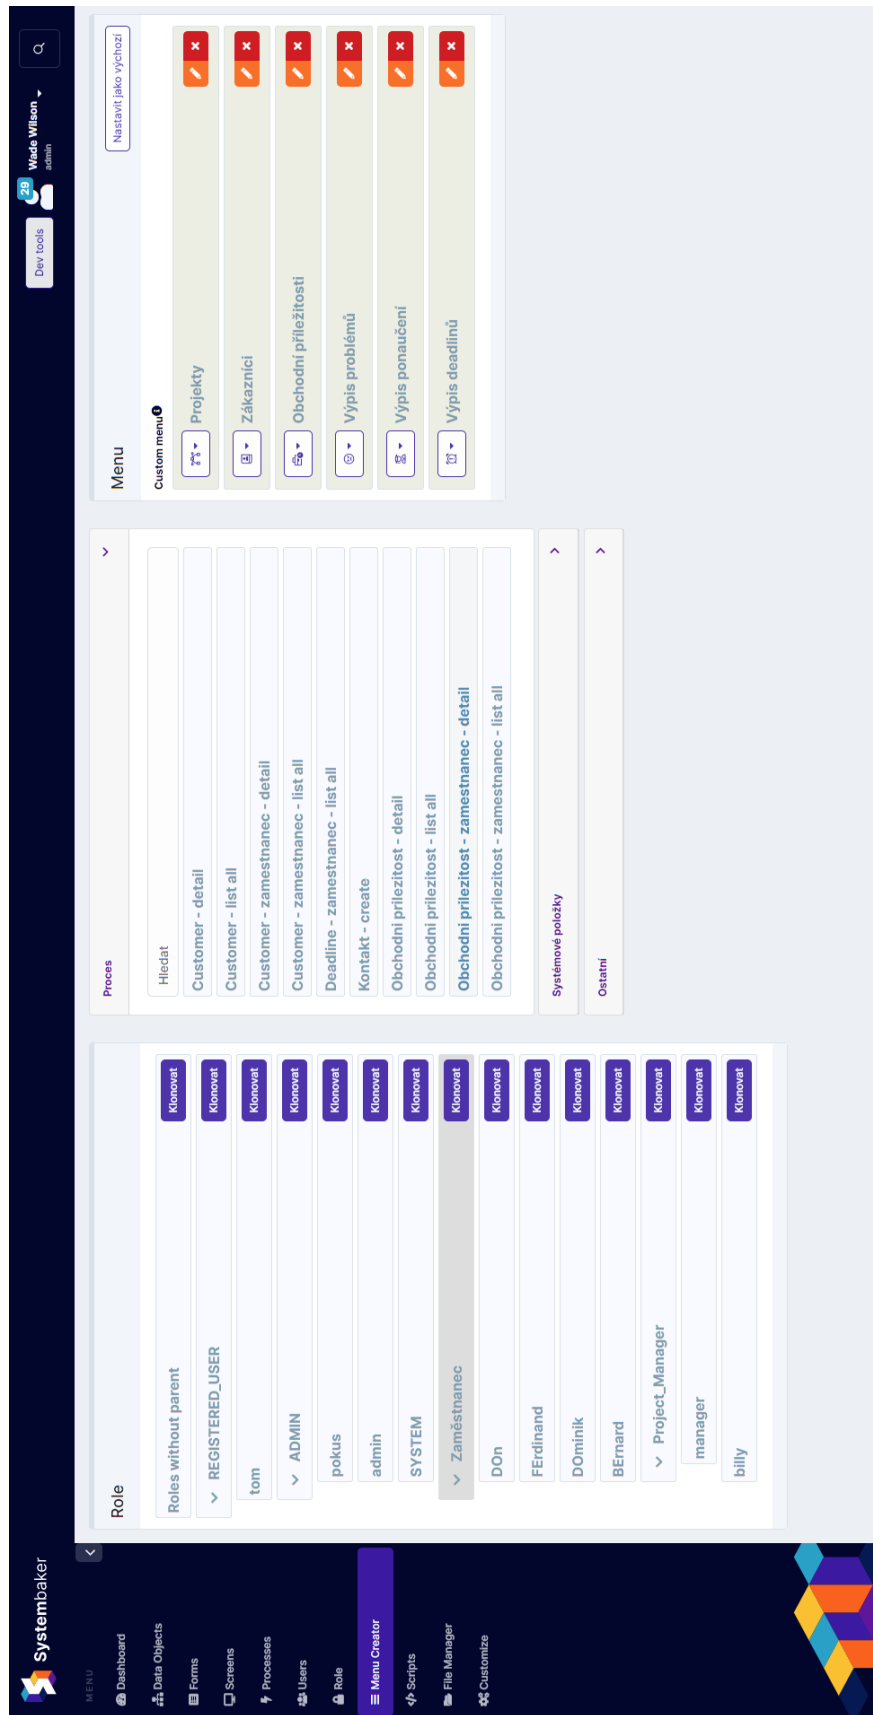 Systembaker
Dev tools
29
Wade Wilson
admin
MENU
Dashboard
Data Objects
Forms
Screens
Processes
Users
Role
Menu Creator
Scripts
File Manager
Customize
Role
Roles without parent Klonovat
REGISTERED_USER Klonovat
tom Klonovat
ADMIN Klonovat
pokus Klonovat
admin Klonovat
SYSTEM Klonovat
Zaměstnanec Klonovat
DOn Klonovat
FErdinand Klonovat
DOminik Klonovat
BErnard Klonovat
Project_Manager Klonovat
manager Klonovat
billy Klonovat
Proces
Hledat
Customer - detail
Customer - list all
Customer - zamestnanec - detail
Customer - zamestnanec - list all
Deadline - zamestnanec - list all
Kontakt - create
Obchodni prilezitost - detail
Obchodni prilezitost - list all
Obchodni prilezitost - zamestnanec - detail
Obchodni prilezitost - zamestnanec - list all
Systémové položky
Ostatní
Menu
Nastavit jako výchozí
Custom menu
Projekty
Zákazníci
Obchodní příležitosti
Výpis problémů
Výpis ponaučení
Výpis deadlinů